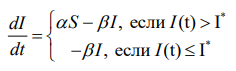 dI/dt = { αS − βI, если I(t) > I*
−βI, если I(t) ≤ I*